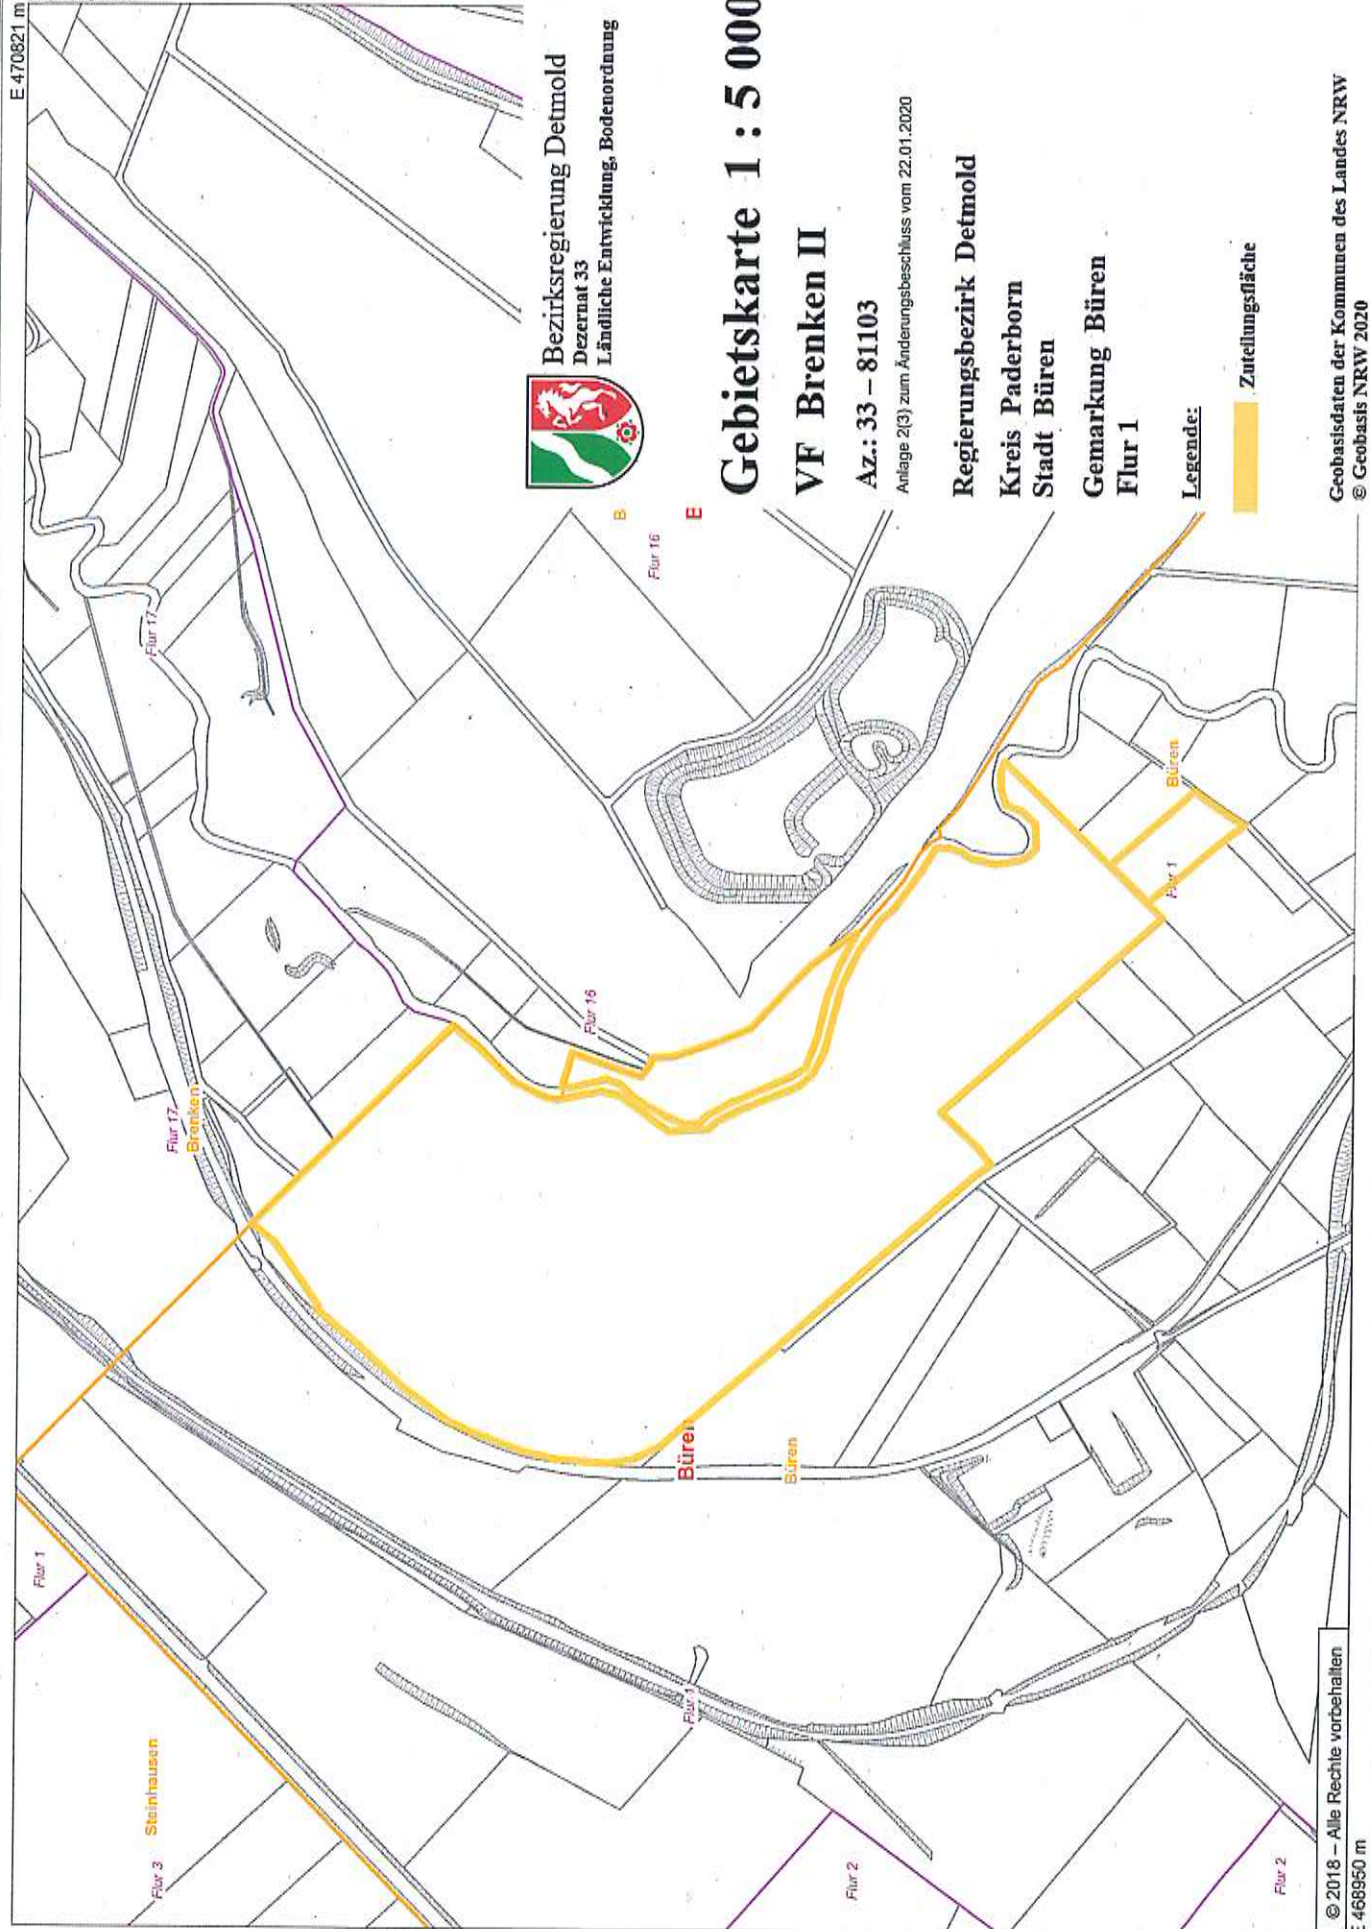 E 470821 m
Bezirksregierung Detmold
Dezernat 33
Ländliche Entwicklung, Bodenordnung
Gebietskarte 1 : 5 000
VF Brenken II
Az.: 33 – 81103
Anlage 2(3) zum Änderungsbeschluss vom 22.01.2020
Regierungsbezirk Detmold
Kreis Paderborn
Stadt Büren
Gemarkung Büren
Flur 1
Legende:
Zuteilungsfläche
Geobasisdaten der Kommunen des Landes NRW
© Geobasis NRW 2020
Flur 17
B
Flur 16
E
Flur 17
Brenken
Flur 16
Büren
Flur 1
Büren
Büren
Flur 1
Flur 1
Steinhausen
Flur 3
Flur 2
Flur 2
© 2018 – Alle Rechte vorbehalten
: 468950 m